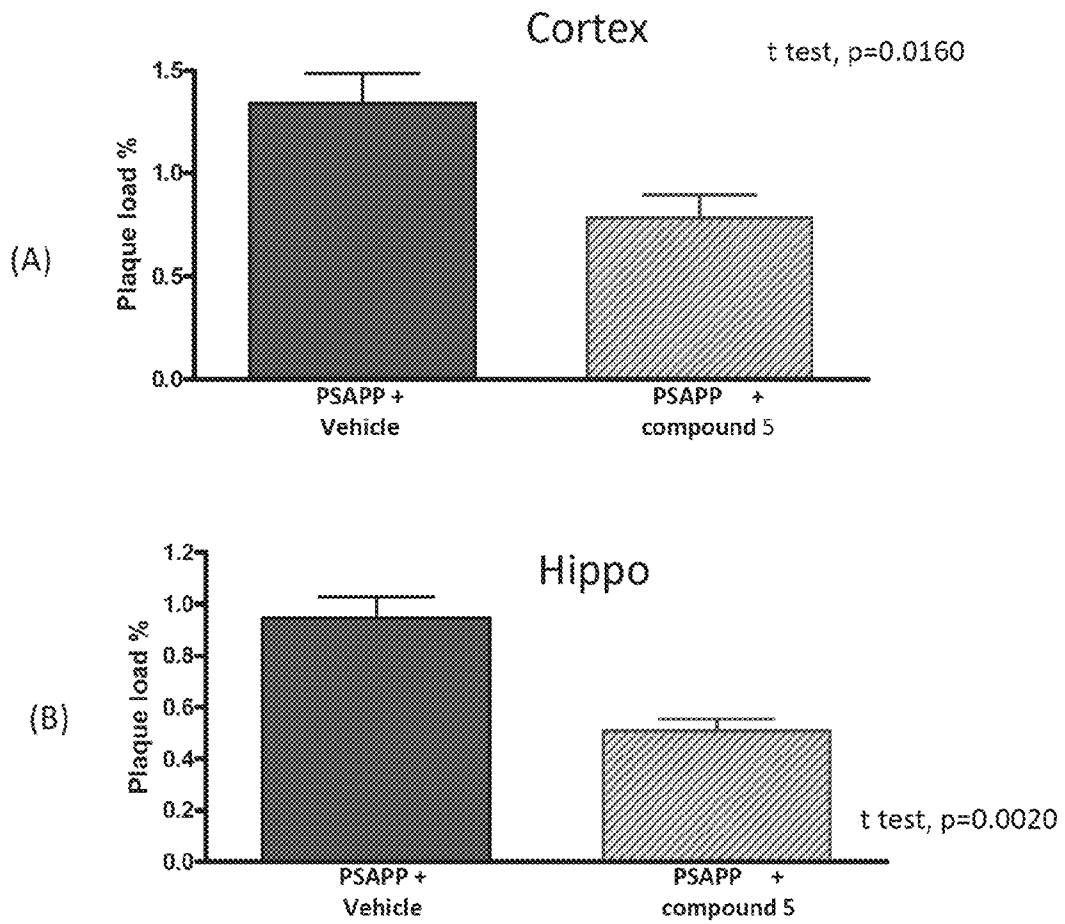 Cortex
t test, p=0.0160
(A)
Plaque load %
1.5
1.0
0.5
0.0
PSAPP +
Vehicle
PSAPP +
compound 5
Hippo
(B)
Plaque load %
1.2
1.0
0.8
0.6
0.4
0.2
0.0
t test, p=0.0020
PSAPP +
Vehicle
PSAPP +
compound 5